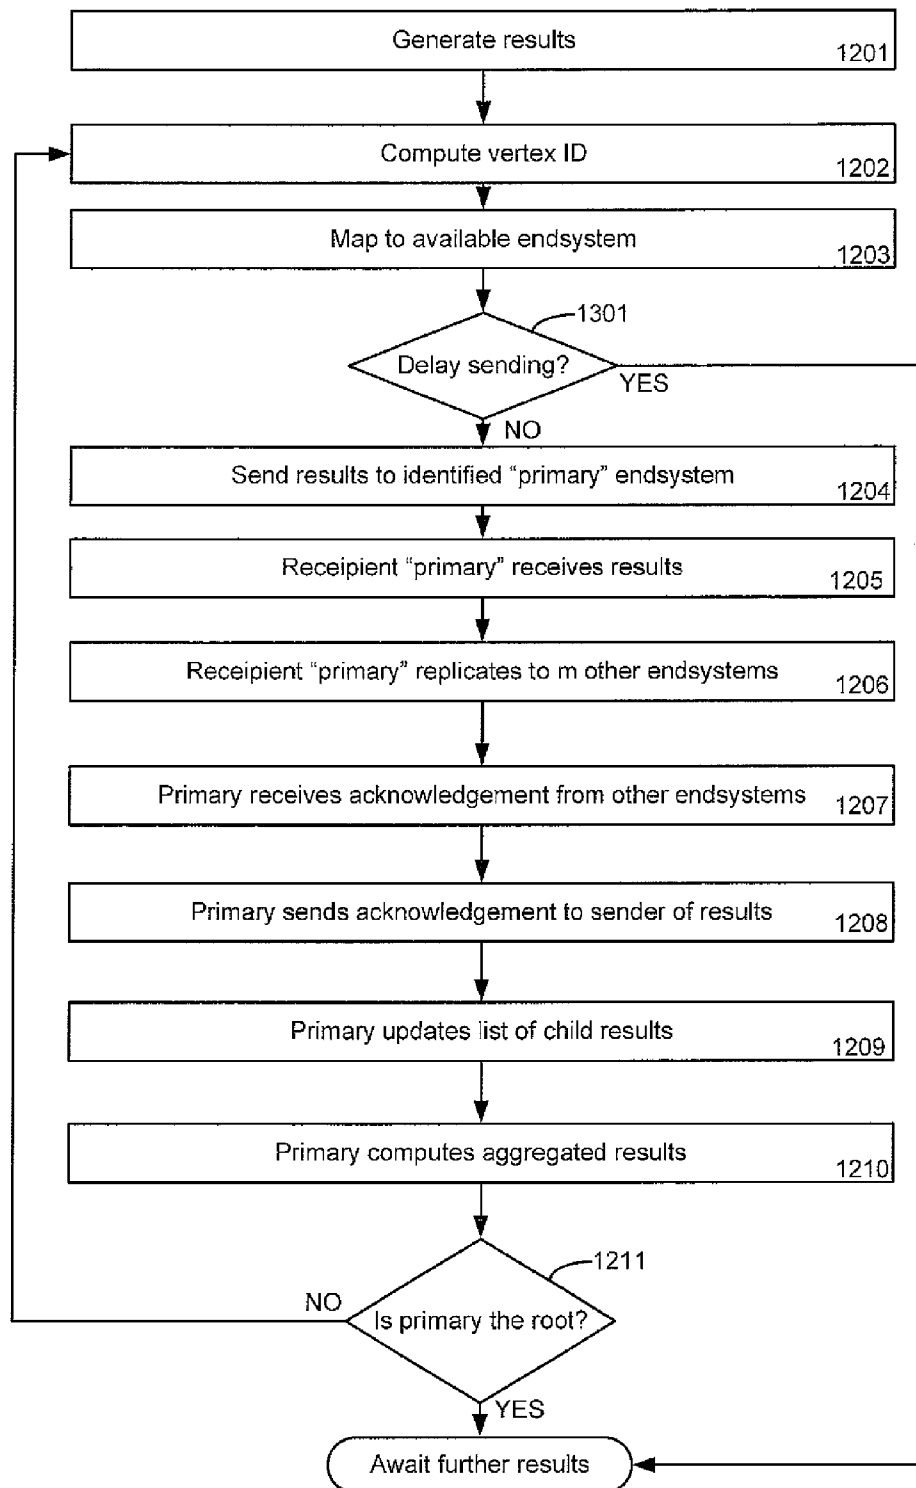 Generate results
1201
Compute vertex ID
1202
Map to available endsystem
1203
1301
Delay sending?
YES
NO
Send results to identified “primary” endsystem
1204
Receipient “primary” receives results
1205
Receipient “primary” replicates to m other endsystems
1206
Primary receives acknowledgement from other endsystems
1207
Primary sends acknowledgement to sender of results
1208
Primary updates list of child results
1209
Primary computes aggregated results
1210
1211
NO
Is primary the root?
YES
Await further results